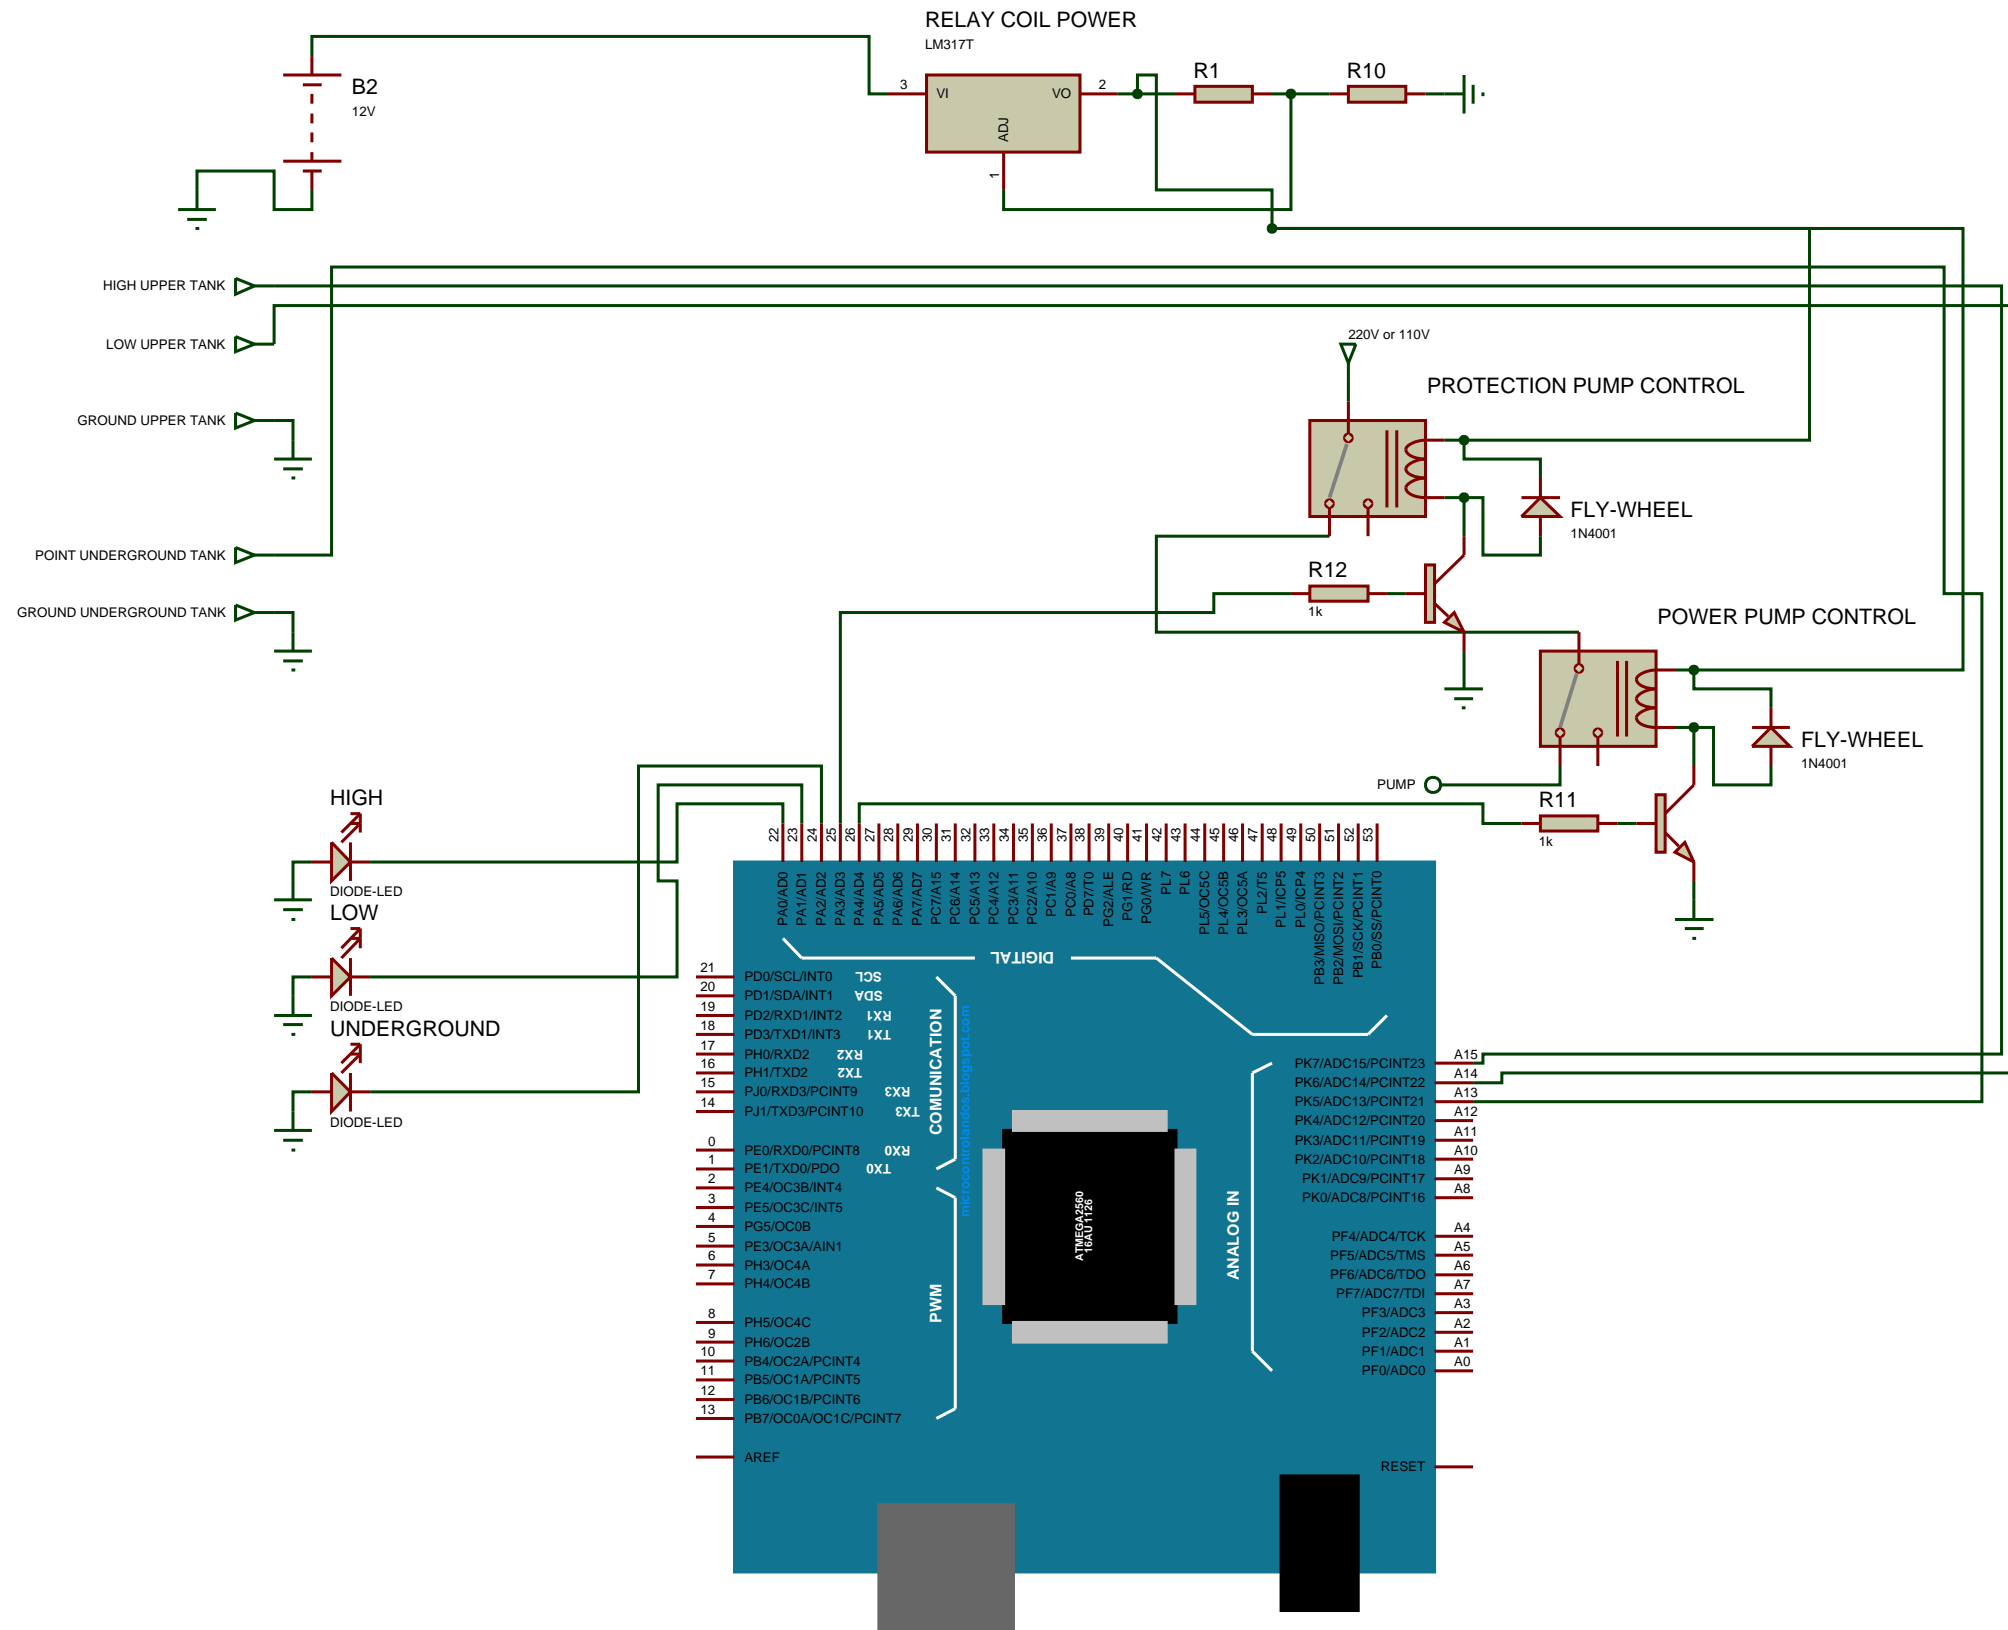 RELAY COIL POWER
LM317T
B2
12V
3
VI
VO
2
ADJ
1
R1
R10
HIGH UPPER TANK
LOW UPPER TANK
GROUND UPPER TANK
POINT UNDERGROUND TANK
GROUND UNDERGROUND TANK
220V or 110V
PROTECTION PUMP CONTROL
FLY-WHEEL
1N4001
R12
1k
POWER PUMP CONTROL
FLY-WHEEL
1N4001
PUMP
R11
1k
HIGH
DIODE-LED
LOW
DIODE-LED
UNDERGROUND
DIODE-LED
22 23 24 25 26 27 28 29 30 31 32 33 34 35 36 37 38 39 40 41 42 43 44 45 46 47 48 49 50 51 52 53
PA0/AD0
PA1/AD1
PA2/AD2
PA3/AD3
PA4/AD4
PA5/AD5
PA6/AD6
PA7/AD7
PC7/A15
PC6/A14
PC5/A13
PC4/A12
PC3/A11
PC2/A10
PC1/A9
PC0/A8
PD7/T0
PG2/ALE
PG1/RD
PG0/WR
PL7
PL6
PL5/OC5C
PL4/OC5B
PL3/OC5A
PL2/T5
PL1/ICP5
PL0/ICP4
PB3/MISO/PCINT3
PB2/MOSI/PCINT2
PB1/SCK/PCINT1
PB0/SS/PCINT0
DIGITAL
21 PD0/SCL/INT0 SCL
20 PD1/SDA/INT1 SDA
19 PD2/RXD1/INT2 RX1
18 PD3/TXD1/INT3 TX1
17 PH0/RXD2 RX2
16 PH1/TXD2 TX2
15 PJ0/RXD3/PCINT9 RX3
14 PJ1/TXD3/PCINT10 TX3
0 PE0/RXD0/PCINT8 RX0
1 PE1/TXD0/PDO TX0
2 PE4/OC3B/INT4
3 PE5/OC3C/INT5
4 PG5/OC0B
5 PE3/OC3A/AIN1
6 PH3/OC4A
7 PH4/OC4B
8 PH5/OC4C
9 PH6/OC2B
10 PB4/OC2A/PCINT4
11 PB5/OC1A/PCINT5
12 PB6/OC1B/PCINT6
13 PB7/OC0A/OC1C/PCINT7
AREF
COMUNICATION
PWM
microcontrolandos.blogspot.com
ATMEGA2560
16AU 1126
ANALOG IN
PK7/ADC15/PCINT23 A15
PK6/ADC14/PCINT22 A14
PK5/ADC13/PCINT21 A13
PK4/ADC12/PCINT20 A12
PK3/ADC11/PCINT19 A11
PK2/ADC10/PCINT18 A10
PK1/ADC9/PCINT17 A9
PK0/ADC8/PCINT16 A8
PF4/ADC4/TCK A4
PF5/ADC5/TMS A5
PF6/ADC6/TDO A6
PF7/ADC7/TDI A7
PF3/ADC3 A3
PF2/ADC2 A2
PF1/ADC1 A1
PF0/ADC0 A0
RESET